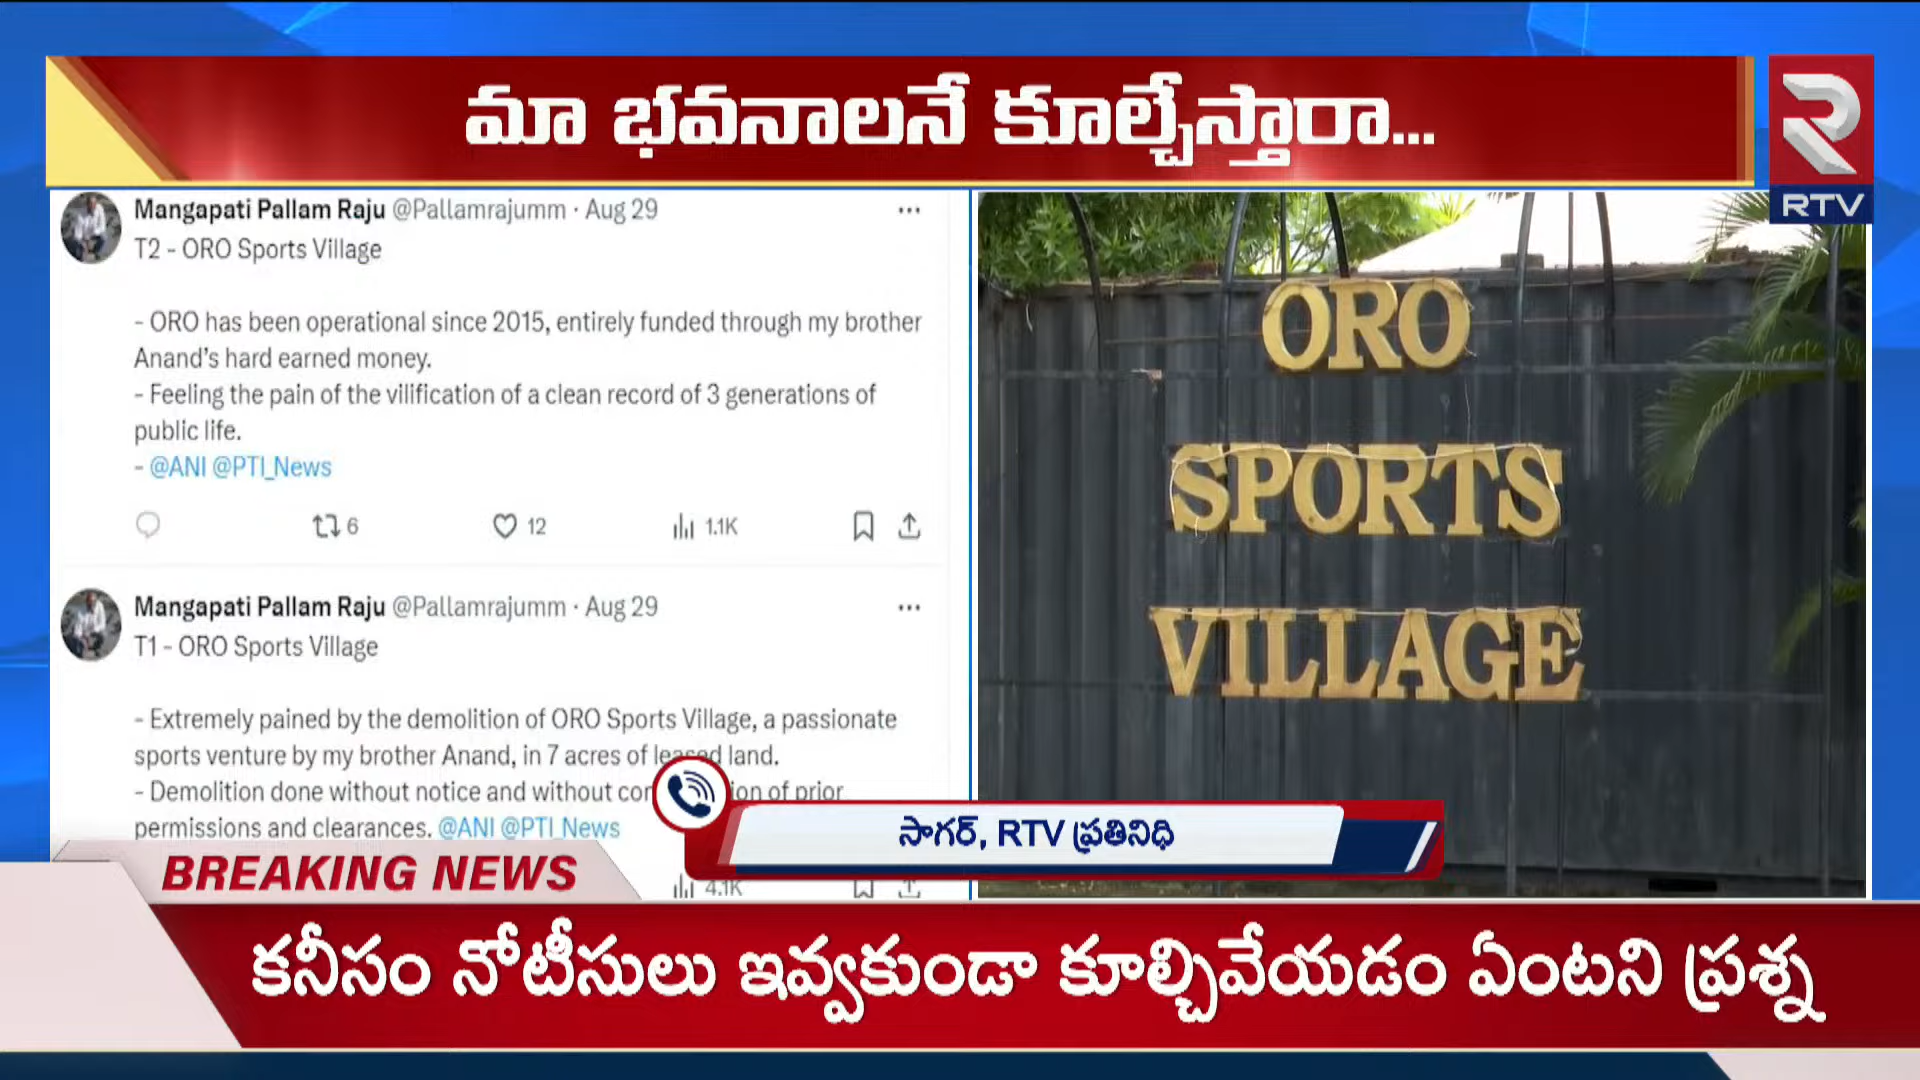 మా భవనాలనే కూల్చేస్తారా...
RTV
Mangapati Pallam Raju @Pallamrajumm · Aug 29
T2 - ORO Sports Village
- ORO has been operational since 2015, entirely funded through my brother
Anand's hard earned money.
- Feeling the pain of the vilification of a clean record of 3 generations of
public life.
- @ANI @PTI_News
6 12 1.1K
Mangapati Pallam Raju @Pallamrajumm · Aug 29
T1 - ORO Sports Village
- Extremely pained by the demolition of ORO Sports Village, a passionate
sports venture by my brother Anand, in 7 acres of leased land.
- Demolition done without notice and without of prior
permissions and clearances. @ANI @PTI_News
4.1K
ORO
SPORTS
VILLAGE
సాగర్, RTV ప్రతినిధి
BREAKING NEWS
కనీసం నోటీసులు ఇవ్వకుండా కూల్చివేయడం ఏంటని ప్రశ్న